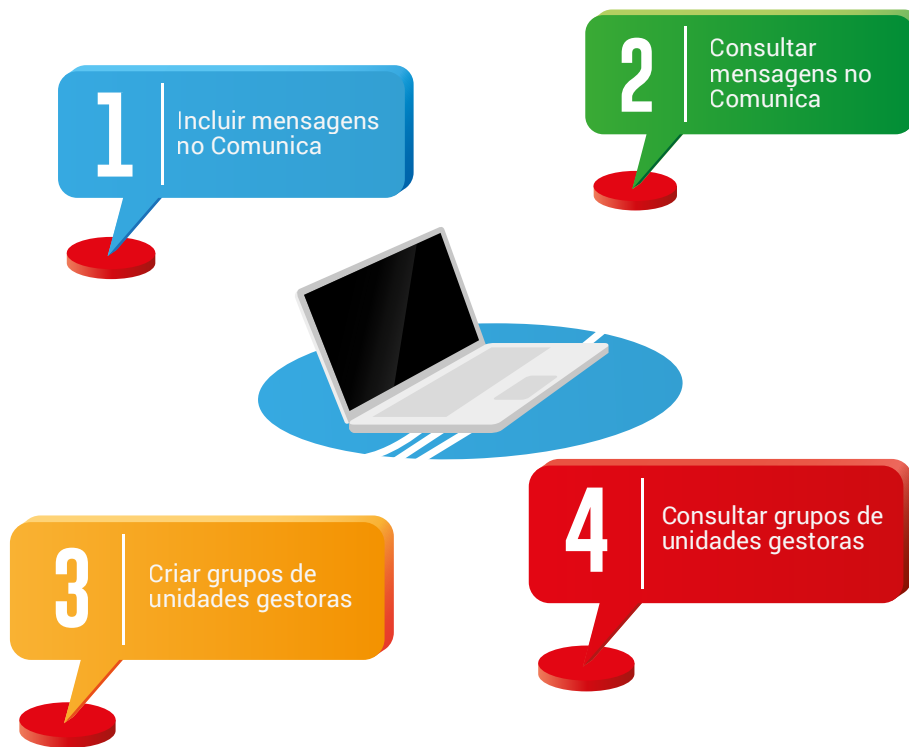 1
Incluir mensagens
no Comunica
2
Consultar
mensagens no
Comunica
3
Criar grupos de
unidades gestoras
4
Consultar grupos de
unidades gestoras